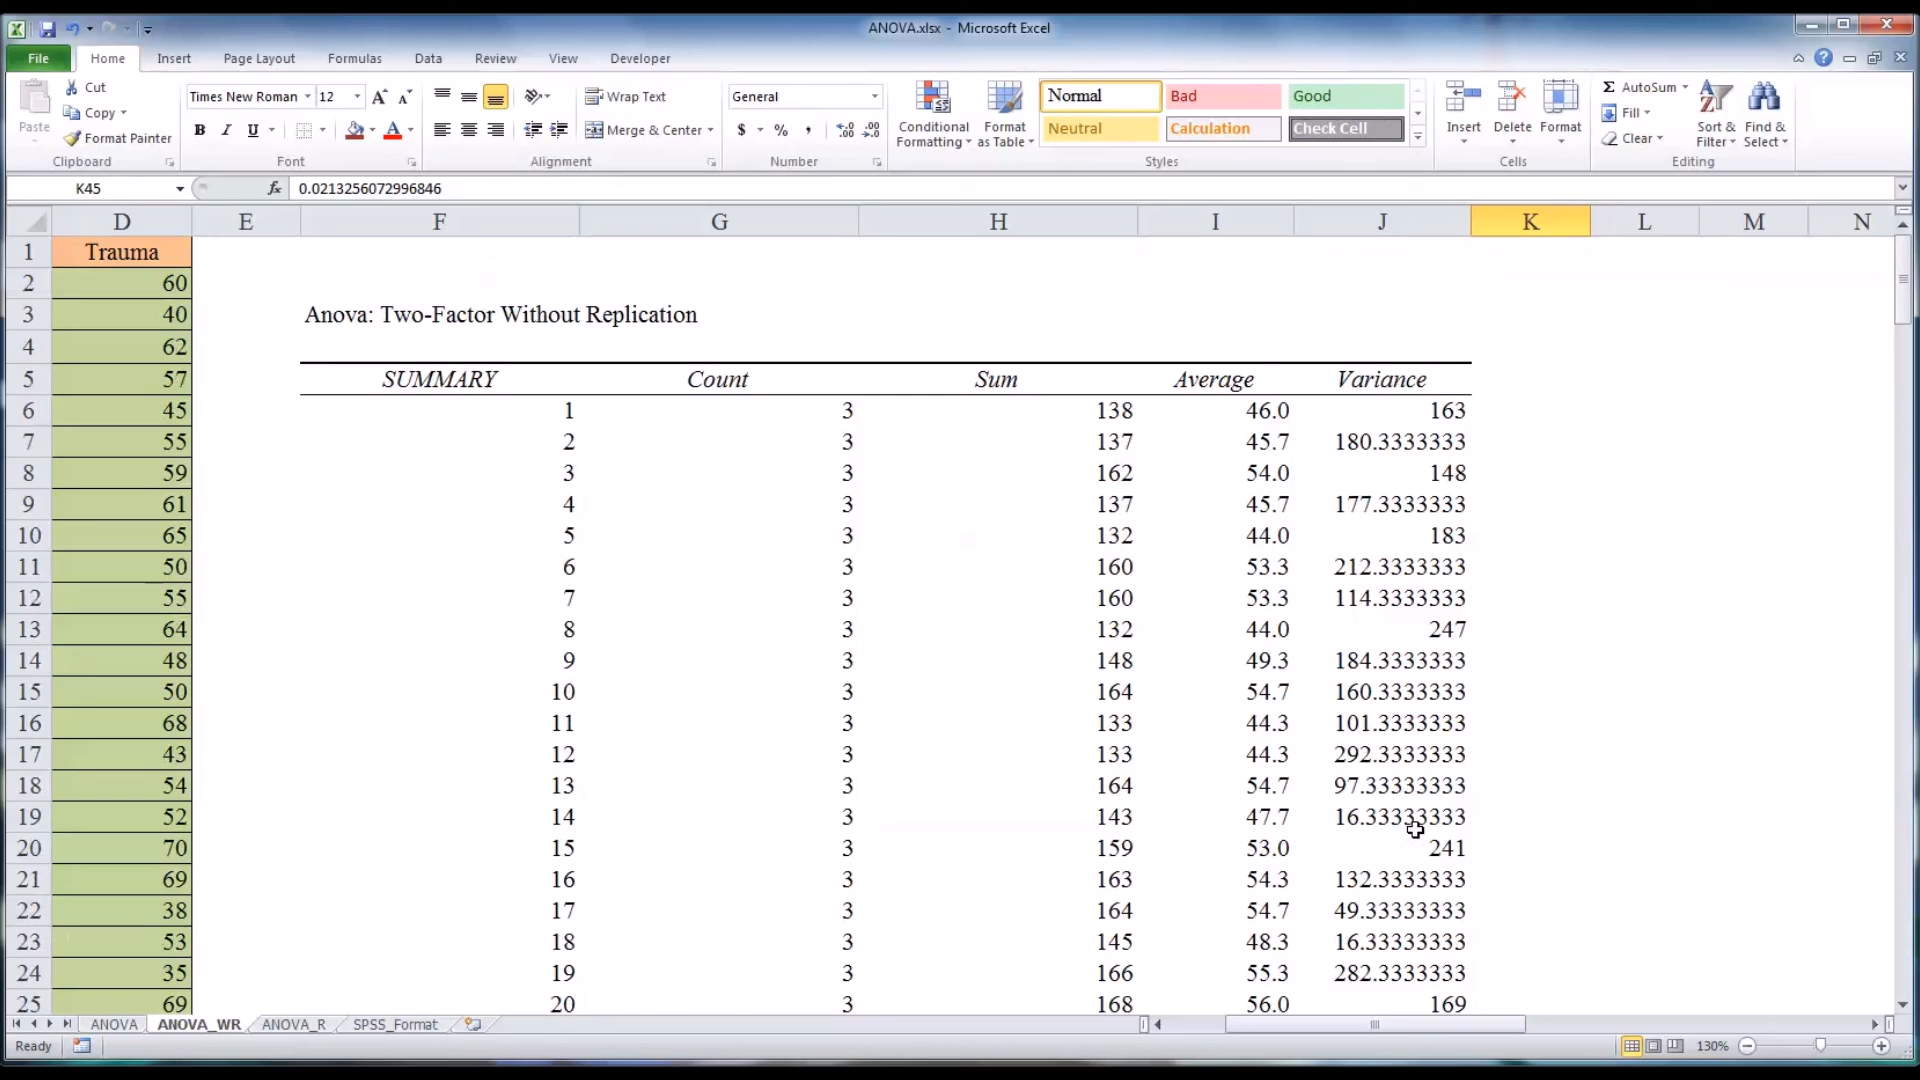 ANOVA.xlsx - Microsoft Excel
File Home Insert Page Layout Formulas Data Review View Developer
Cut Times New Roman 12 Wrap Text General Normal Bad Good AutoSum
Paste Copy Conditional Formatting Format as Table Insert Delete Format Fill Sort & Filter Find & Select
Format Painter B I U Merge & Center $ % , Neutral Calculation Check Cell Clear
Clipboard Font Alignment Number Styles Cells Editing
K45 fx 0.0213256072996846
D E F G H I J K L M N
1 Trauma
2 60
3 40 Anova: Two-Factor Without Replication
4 62
5 57 SUMMARY Count Sum Average Variance
6 45 1 3 138 46.0 163
7 55 2 3 137 45.7 180.3333333
8 59 3 3 162 54.0 148
9 61 4 3 137 45.7 177.3333333
10 65 5 3 132 44.0 183
11 50 6 3 160 53.3 212.3333333
12 55 7 3 160 53.3 114.3333333
13 64 8 3 132 44.0 247
14 48 9 3 148 49.3 184.3333333
15 50 10 3 164 54.7 160.3333333
16 68 11 3 133 44.3 101.3333333
17 43 12 3 133 44.3 292.3333333
18 54 13 3 164 54.7 97.33333333
19 52 14 3 143 47.7 16.33333333
20 70 15 3 159 53.0 241
21 69 16 3 163 54.3 132.3333333
22 38 17 3 164 54.7 49.33333333
23 53 18 3 145 48.3 16.33333333
24 35 19 3 166 55.3 282.3333333
25 69 20 3 168 56.0 169
ANOVA ANOVA_WR ANOVA_R SPSS_Format
Ready 130%